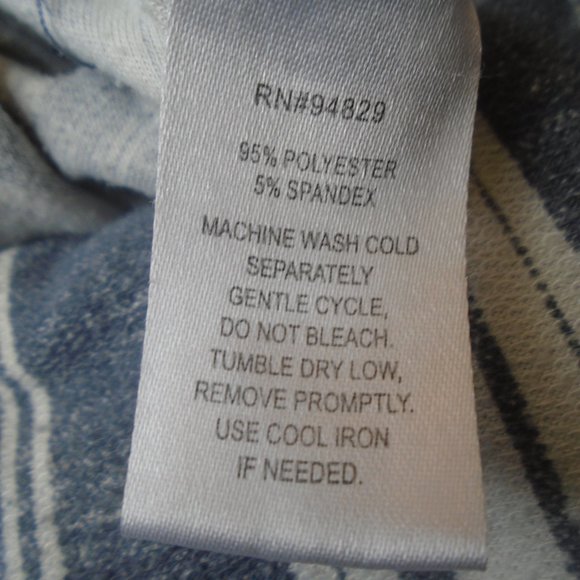 RN#94829
95% POLYESTER
5% SPANDEX
MACHINE WASH COLD
SEPARATELY
GENTLE CYCLE,
DO NOT BLEACH.
TUMBLE DRY LOW,
REMOVE PROMPTLY.
USE COOL IRON
IF NEEDED.